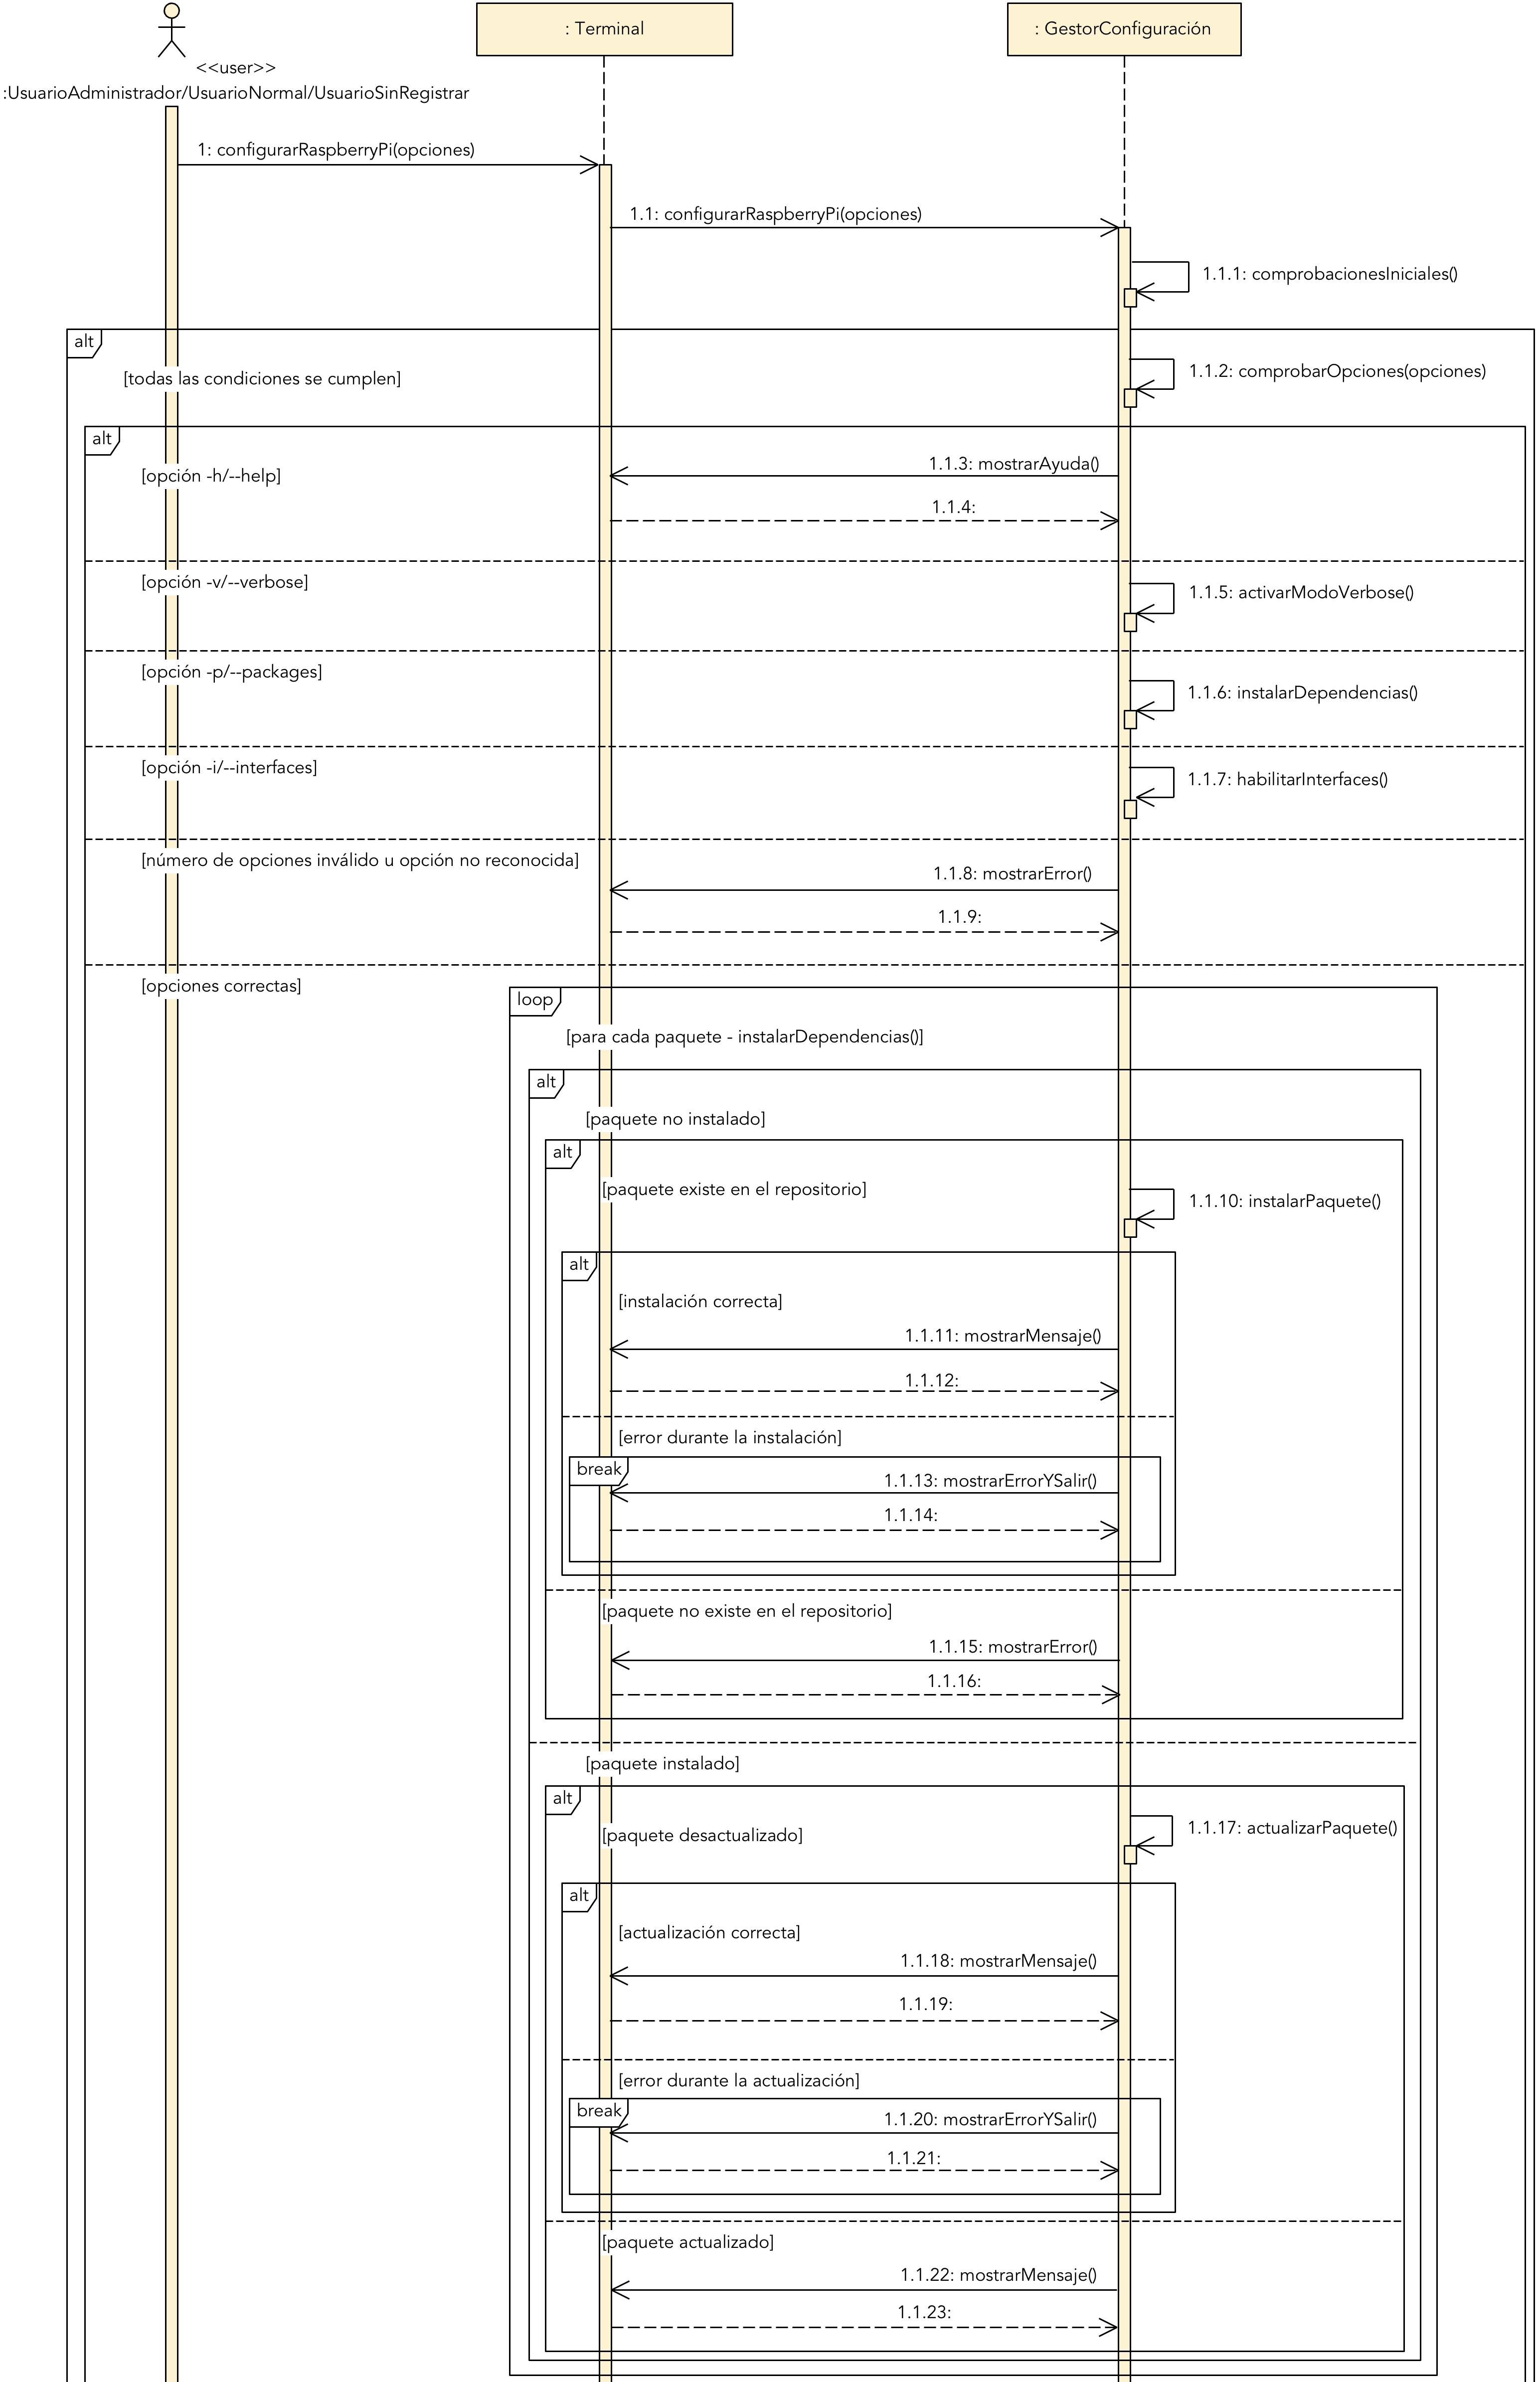 : Terminal
: GestorConfiguración
<<user>>
:UsuarioAdministrador/UsuarioNormal/UsuarioSinRegistrar
1: configurarRaspberryPi(opciones)
1.1: configurarRaspberryPi(opciones)
1.1.1: comprobacionesIniciales()
alt
[todas las condiciones se cumplen]
1.1.2: comprobarOpciones(opciones)
alt
[opción -h/--help]
1.1.3: mostrarAyuda()
1.1.4:
[opción -v/--verbose]
1.1.5: activarModoVerbose()
[opción -p/--packages]
1.1.6: instalarDependencias()
[opción -i/--interfaces]
1.1.7: habilitarInterfaces()
[número de opciones inválido u opción no reconocida]
1.1.8: mostrarError()
1.1.9:
[opciones correctas]
loop
[para cada paquete - instalarDependencias()]
alt
[paquete no instalado]
alt
[paquete existe en el repositorio]
1.1.10: instalarPaquete()
alt
[instalación correcta]
1.1.11: mostrarMensaje()
1.1.12:
[error durante la instalación]
break
1.1.13: mostrarErrorYSalir()
1.1.14:
[paquete no existe en el repositorio]
1.1.15: mostrarError()
1.1.16:
[paquete instalado]
alt
[paquete desactualizado]
1.1.17: actualizarPaquete()
alt
[actualización correcta]
1.1.18: mostrarMensaje()
1.1.19:
[error durante la actualización]
break
1.1.20: mostrarErrorYSalir()
1.1.21:
[paquete actualizado]
1.1.22: mostrarMensaje()
1.1.23: